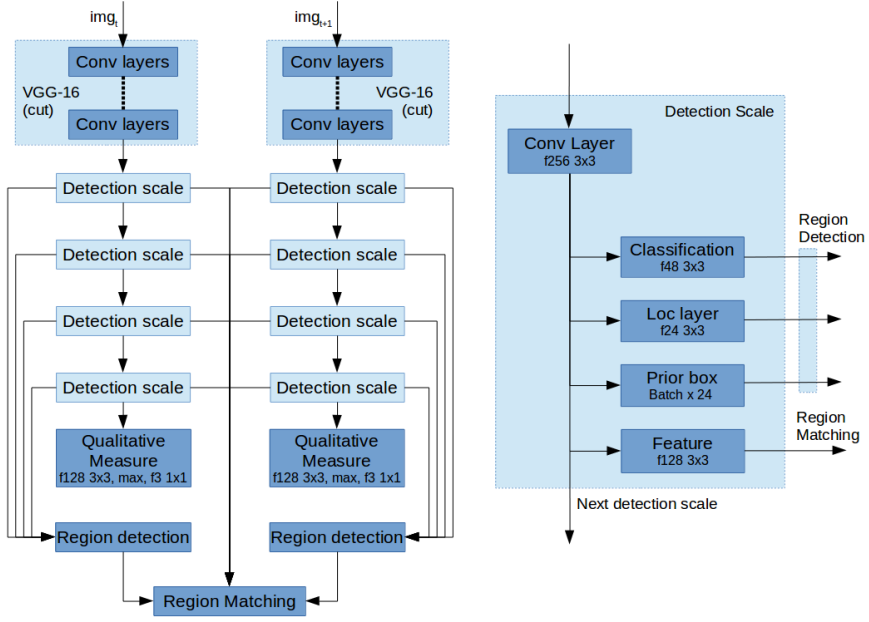 img_t
img_t+1
Conv layers
VGG-16
(cut)
Conv layers
Conv layers
VGG-16
(cut)
Conv layers
Detection scale
Detection scale
Detection scale
Detection scale
Detection scale
Detection scale
Detection scale
Detection scale
Qualitative
Measure
f128 3x3, max, f3 1x1
Qualitative
Measure
f128 3x3, max, f3 1x1
Region detection
Region detection
Region Matching
Detection Scale
Conv Layer
f256 3x3
Region
Detection
Classification
f48 3x3
Loc layer
f24 3x3
Prior box
Batch x 24
Region
Matching
Feature
f128 3x3
Next detection scale